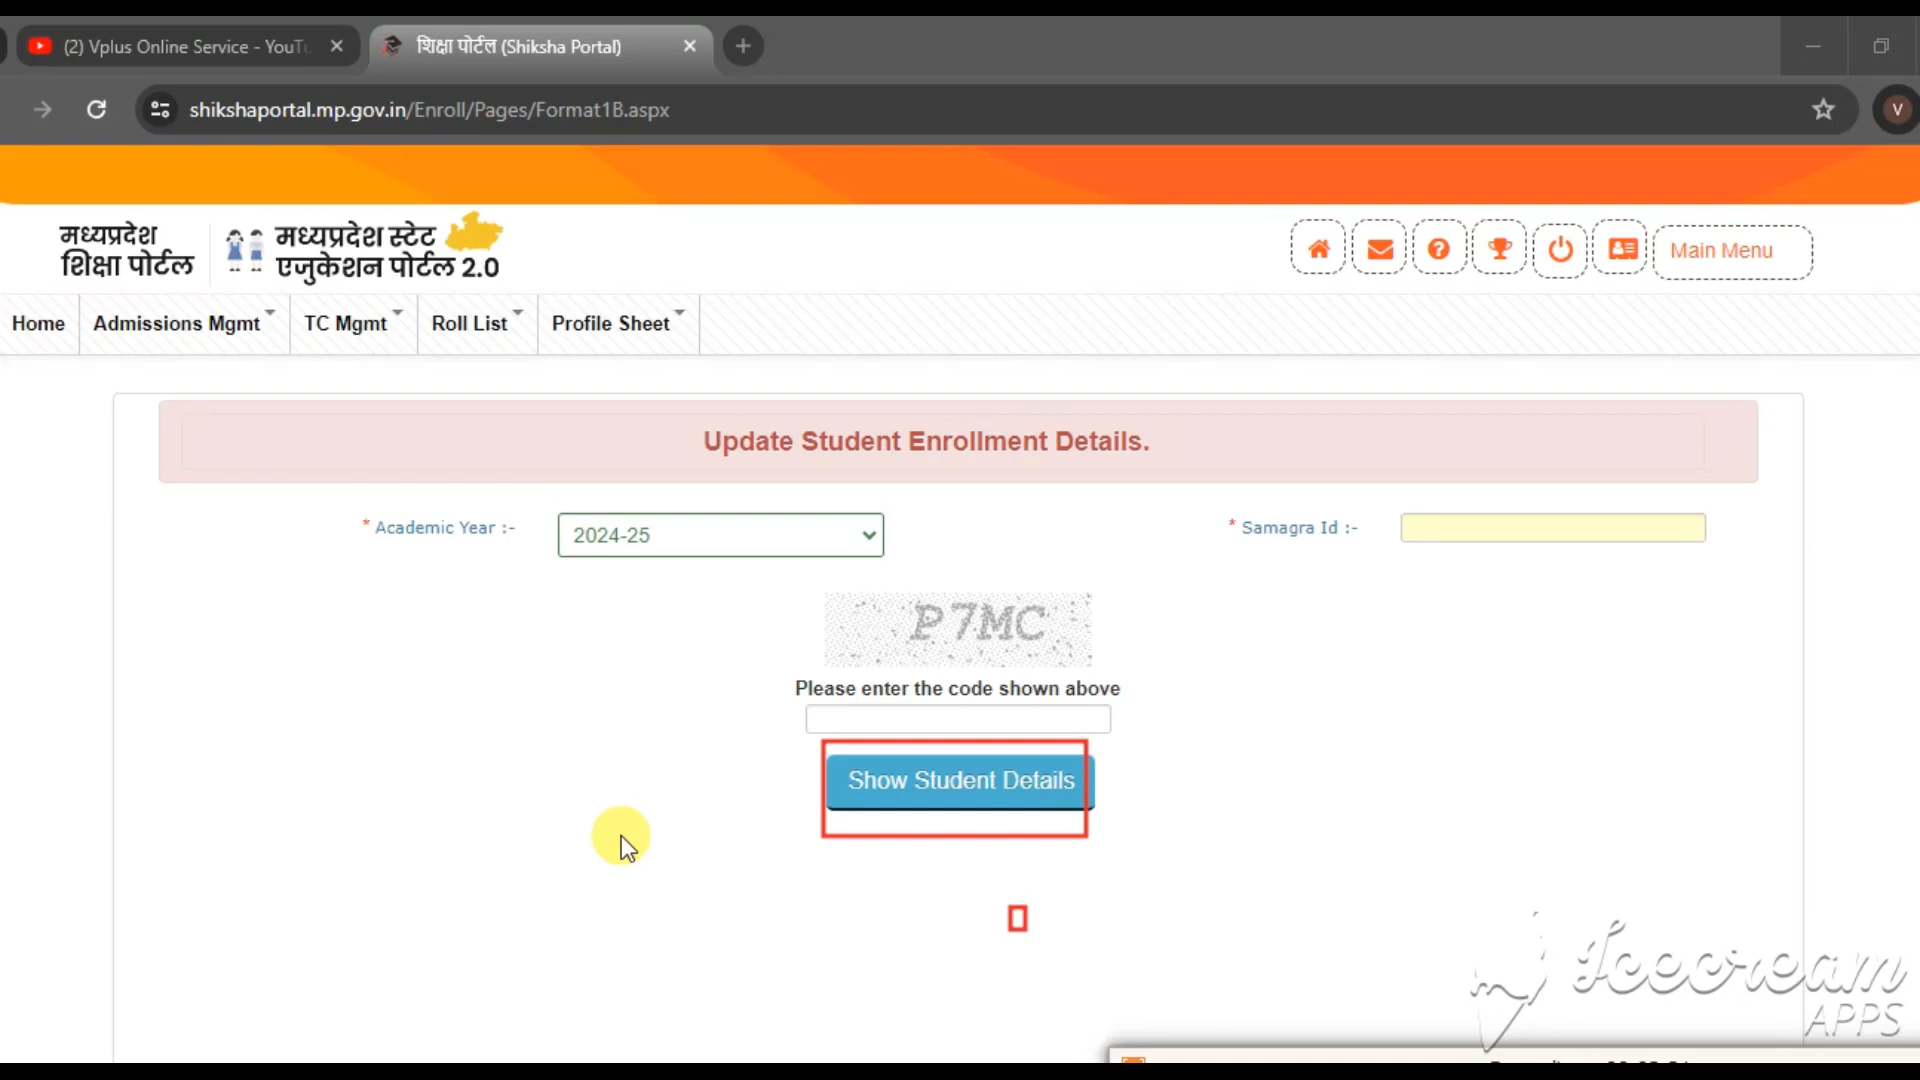 (2) Vplus Online Service - YouTu
शिक्षा पोर्टल (Shiksha Portal)
shikshaportal.mp.gov.in/Enroll/Pages/Format1B.aspx
V
मध्यप्रदेश
शिक्षा पोर्टल
मध्यप्रदेश स्टेट
एजुकेशन पोर्टल 2.0
Main Menu
Home
Admissions Mgmt
TC Mgmt
Roll List
Profile Sheet
Update Student Enrollment Details.
* Academic Year :-
2024-25
* Samagra Id :-
P7MC
Please enter the code shown above
Show Student Details
Icecream
APPS